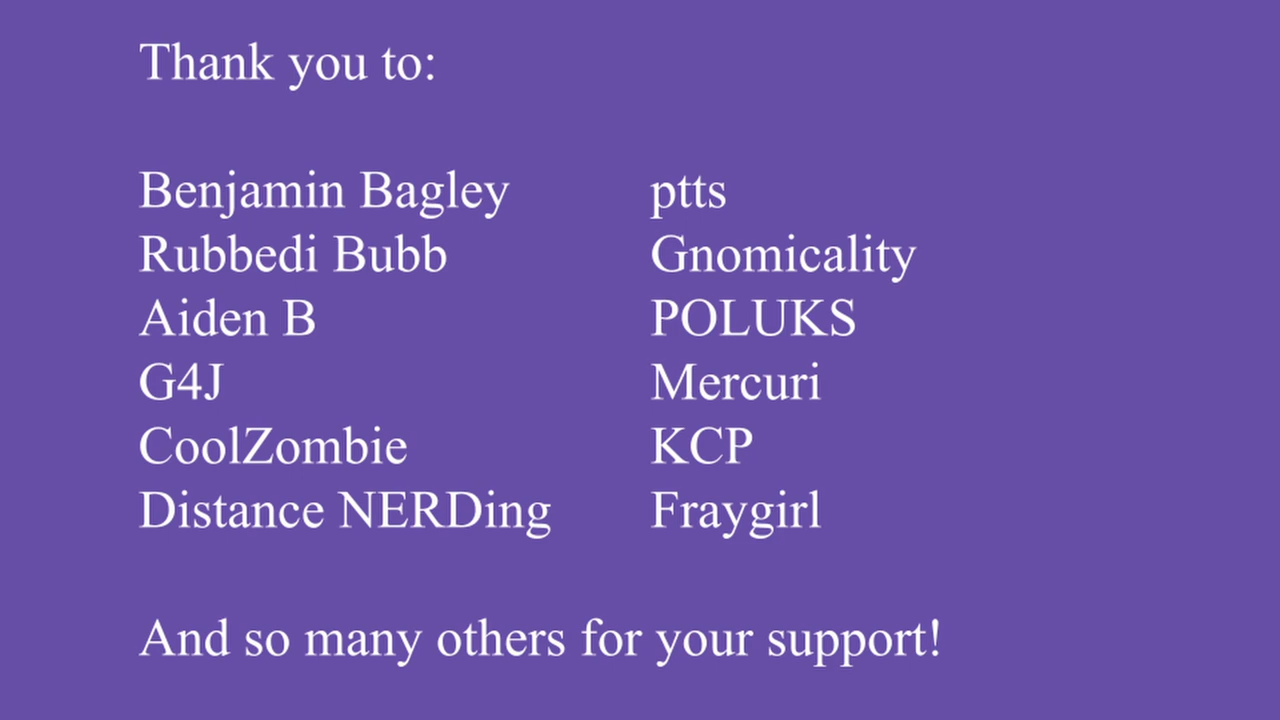 Thank you to:
Benjamin Bagley
Rubbedi Bubb
Aiden B
G4J
CoolZombie
Distance NERDing
ptts
Gnomicality
POLUKS
Mercuri
KCP
Fraygirl
And so many others for your support!